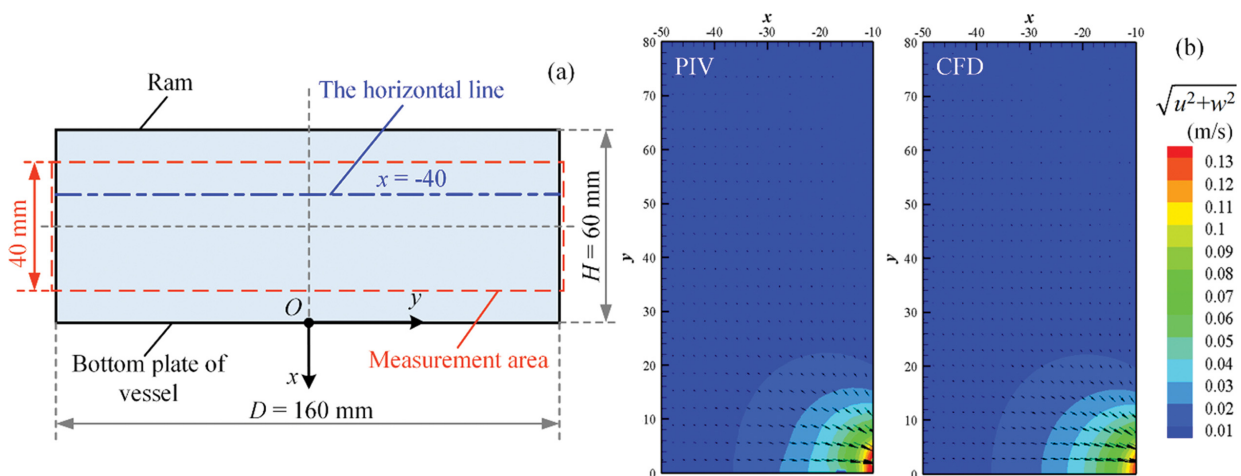 (a)
Ram
The horizontal line
x = -40
40 mm
H = 60 mm
O
y
x
Bottom plate of
vessel
Measurement area
D = 160 mm
x
-50 -40 -30 -20 -10
PIV
80
70
60
50
40
30
20
10
0
y
x
-50 -40 -30 -20 -10
CFD
80
70
60
50
40
30
20
10
0
y
(b)
√u²+w²
(m/s)
0.13
0.12
0.11
0.1
0.09
0.08
0.07
0.06
0.05
0.04
0.03
0.02
0.01